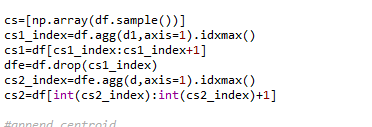 cs=[np.array(df.sample())]
cs1_index=df.agg(d1,axis=1).idxmax()
cs1=df[cs1_index:cs1_index+1]
dfe=df.drop(cs1_index)
cs2_index=dfe.agg(d,axis=1).idxmax()
cs2=df[int(cs2_index):int(cs2_index)+1]
#append centroid